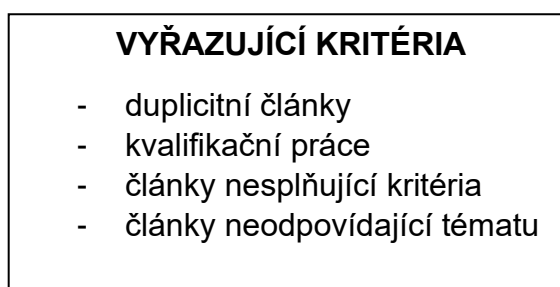 VYŘAZUJÍCÍ KRITÉRIA
- duplicitní články
- kvalifikační práce
- články nesplňující kritéria
- články neodpovídající tématu